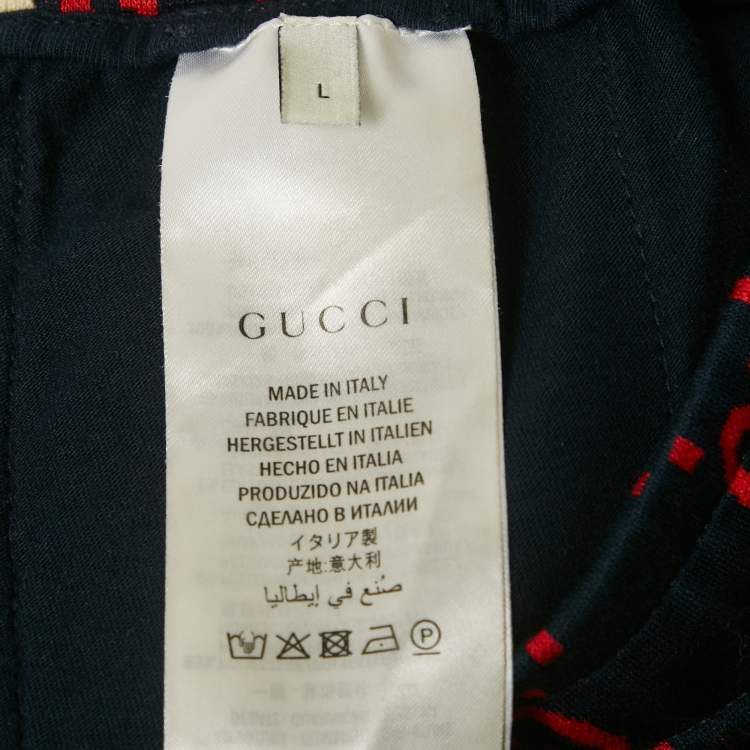 L
GUCCI
MADE IN ITALY
FABRIQUE EN ITALIE
HERGESTELLT IN ITALIEN
HECHO EN ITALIA
PRODUZIDO NA ITALIA
СДЕЛАНО В ИТАЛИИ
イタリア製
产地:意大利
صُنع في إيطاليا
P